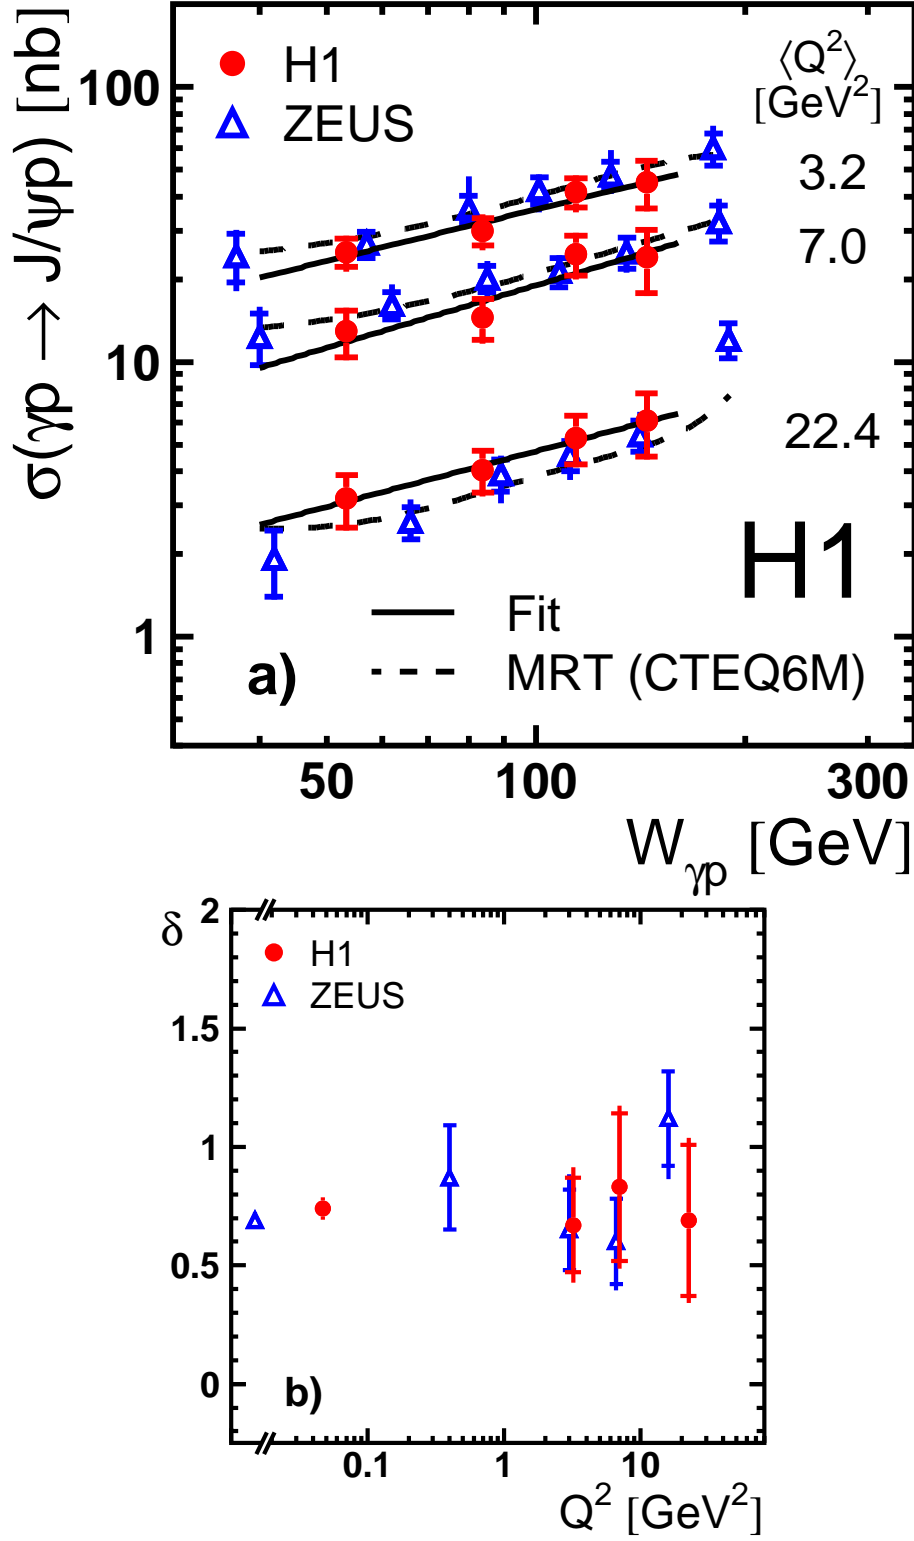 σ(γp → J/ψp) [nb]
H1
ZEUS
⟨Q²⟩
[GeV²]
3.2
7.0
22.4
100
10
1
H1
Fit
MRT (CTEQ6M)
a)
50
100
300
W_γp [GeV]
δ
2
1.5
1
0.5
0
H1
ZEUS
b)
0.1
1
10
Q² [GeV²]